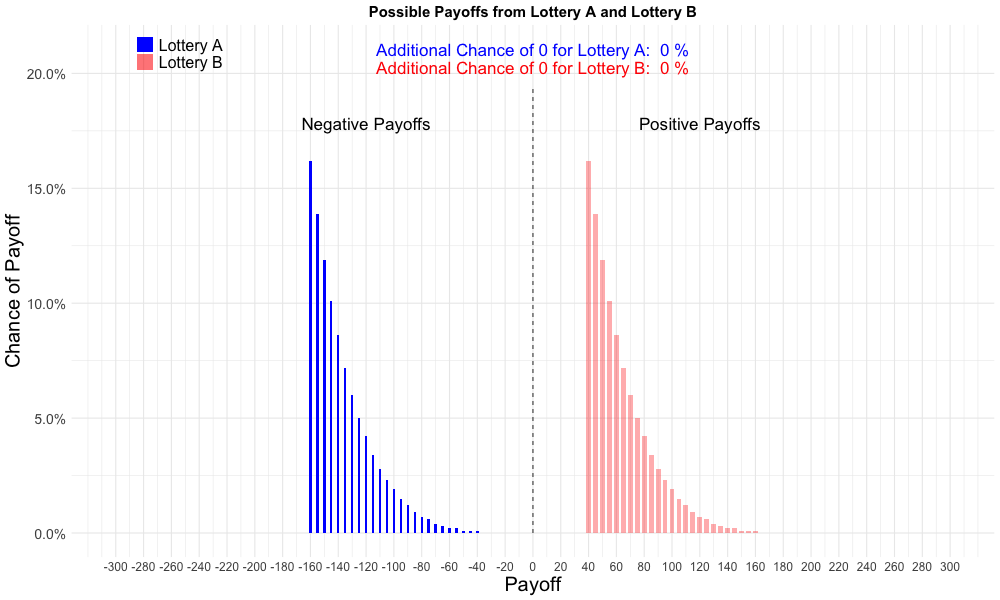 Possible Payoffs from Lottery A and Lottery B
Lottery A
Lottery B
Additional Chance of 0 for Lottery A:  0 %
Additional Chance of 0 for Lottery B:  0 %
Negative Payoffs
Positive Payoffs
Chance of Payoff
20.0%
15.0%
10.0%
5.0%
0.0%
-300 -280 -260 -240 -220 -200 -180 -160 -140 -120 -100 -80 -60 -40 -20 0 20 40 60 80 100 120 140 160 180 200 220 240 260 280 300
Payoff